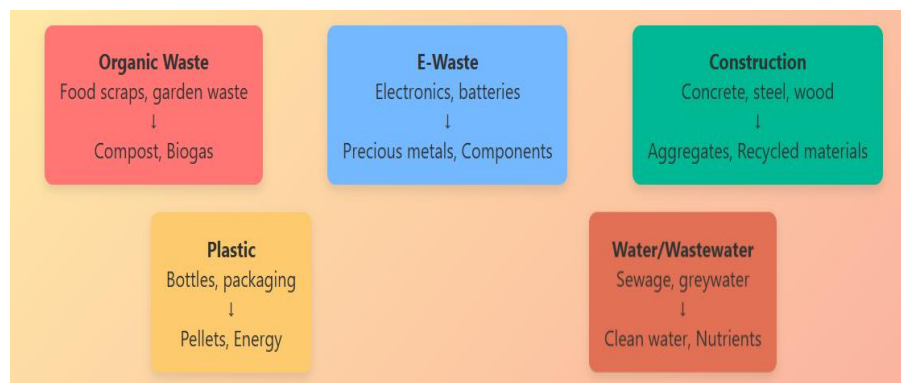 Organic Waste
Food scraps, garden waste
↓
Compost, Biogas
E-Waste
Electronics, batteries
↓
Precious metals, Components
Construction
Concrete, steel, wood
↓
Aggregates, Recycled materials
Plastic
Bottles, packaging
↓
Pellets, Energy
Water/Wastewater
Sewage, greywater
↓
Clean water, Nutrients